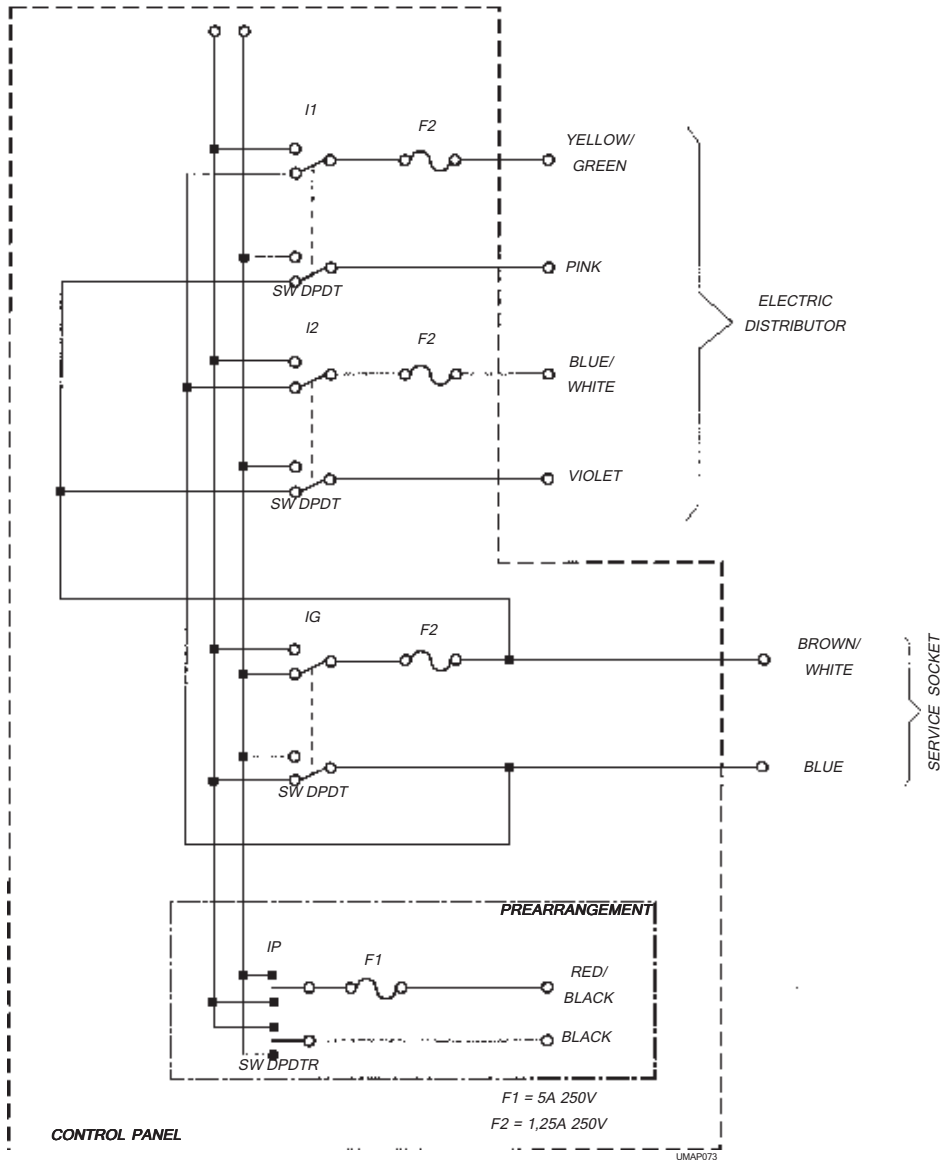 I1
F2
YELLOW/
GREEN
PINK
SW DPDT
ELECTRIC
DISTRIBUTOR
I2
F2
BLUE/
WHITE
VIOLET
SW DPDT
IG
F2
BROWN/
WHITE
SERVICE SOCKET
BLUE
SW DPDT
PREARRANGEMENT
IP
F1
RED/
BLACK
BLACK
SW DPDTR
F1 = 5A 250V
F2 = 1,25A 250V
CONTROL PANEL
UMAP073